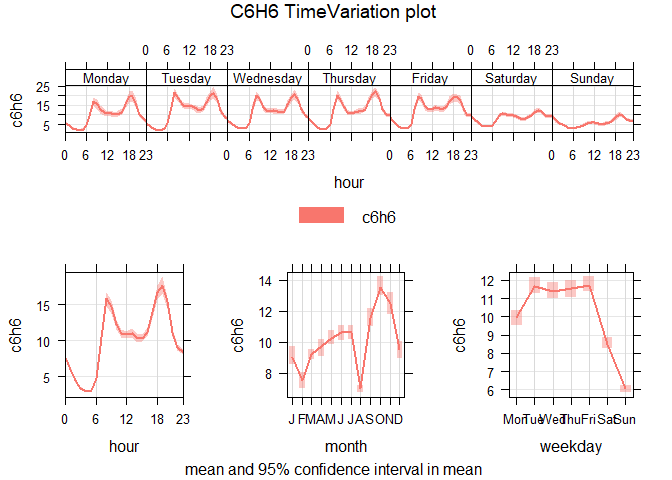 C6H6 TimeVariation plot
0 6 12 18 23 0 6 12 18 23 0 6 12 18 23
Monday Tuesday Wednesday Thursday Friday Saturday Sunday
25
15
5
c6h6
0 6 12 18 23 0 6 12 18 23 0 6 12 18 23 0 6 12 18 23
hour
c6h6
15
10
5
c6h6
0 6 12 18 23
hour
14
12
10
8
c6h6
J F M A M J J A S O N D
month
12
11
10
9
8
7
6
c6h6
Mon Tue Wed Thu Fri Sat Sun
weekday
mean and 95% confidence interval in mean